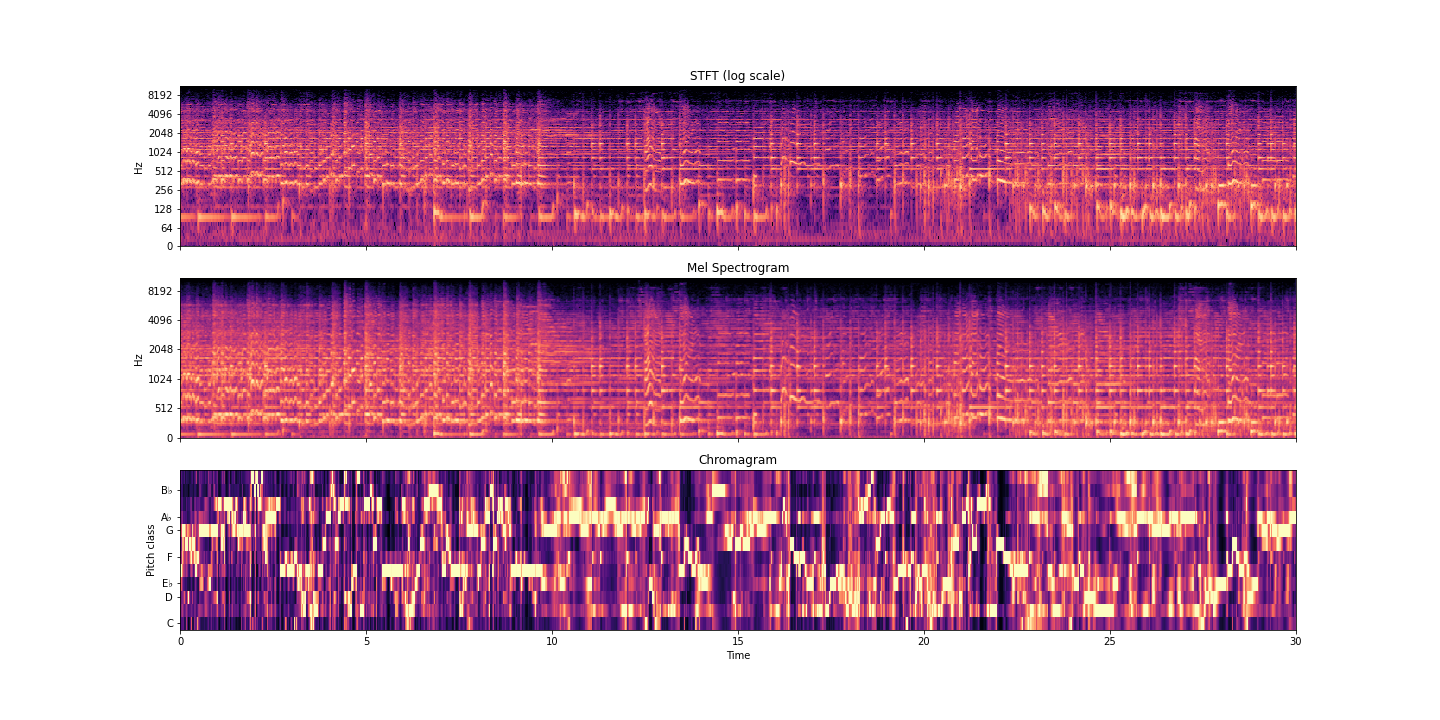 STFT (log scale)
8192
4096
2048
1024
512
256
128
64
0
Hz
Mel Spectrogram
8192
4096
2048
1024
512
0
Hz
Chromagram
B♭
A♭
G
F
E♭
D
C
Pitch class
0 5 10 15 20 25 30
Time